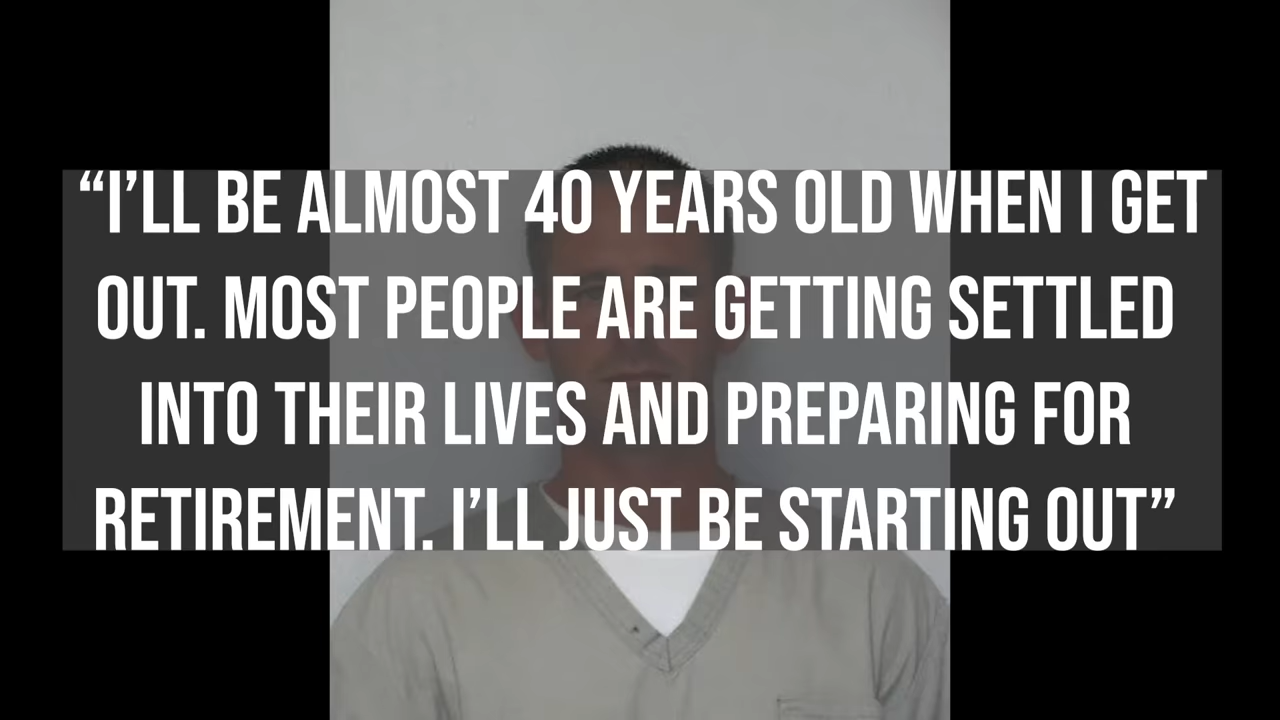 “I’LL BE ALMOST 40 YEARS OLD WHEN I GET
OUT. MOST PEOPLE ARE GETTING SETTLED
INTO THEIR LIVES AND PREPARING FOR
RETIREMENT. I’LL JUST BE STARTING OUT”